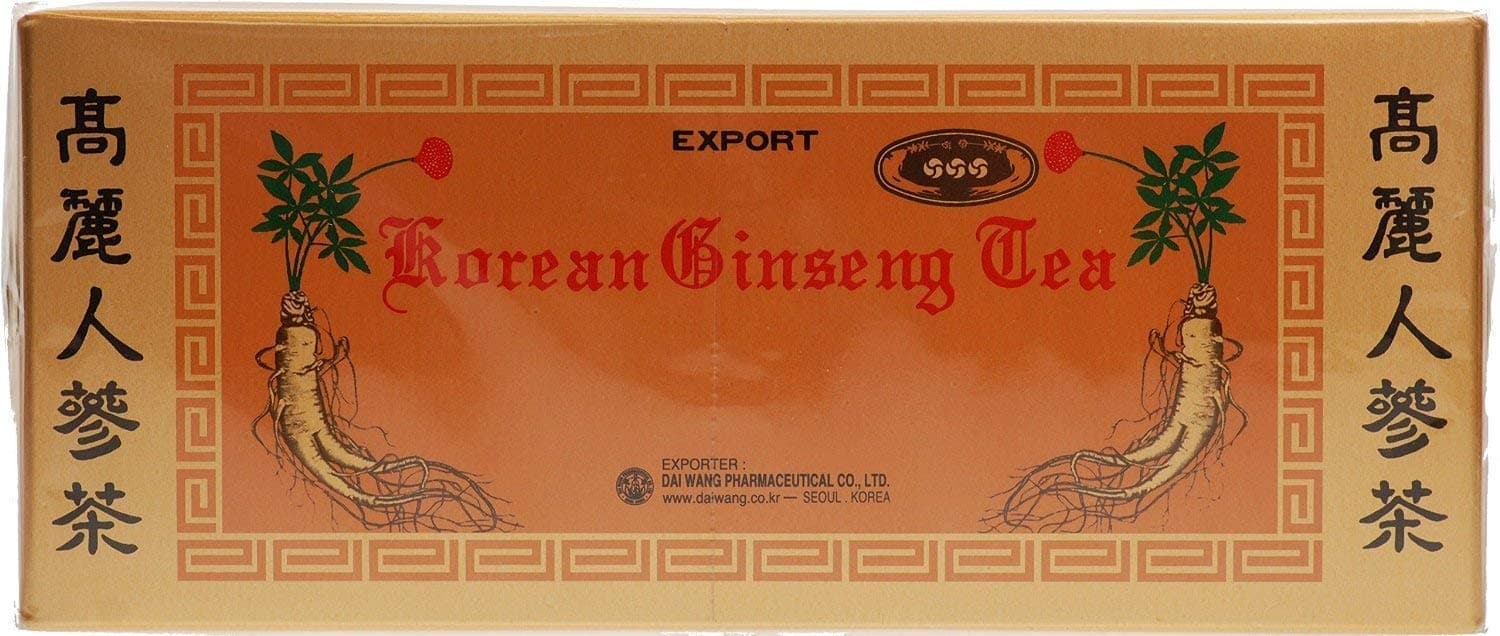 高麗人蔘茶
EXPORT
Korean Ginseng Tea
EXPORTER :
DAI WANG PHARMACEUTICAL CO., LTD.
www.daiwang.co.kr — SEOUL . KOREA
高麗人蔘茶